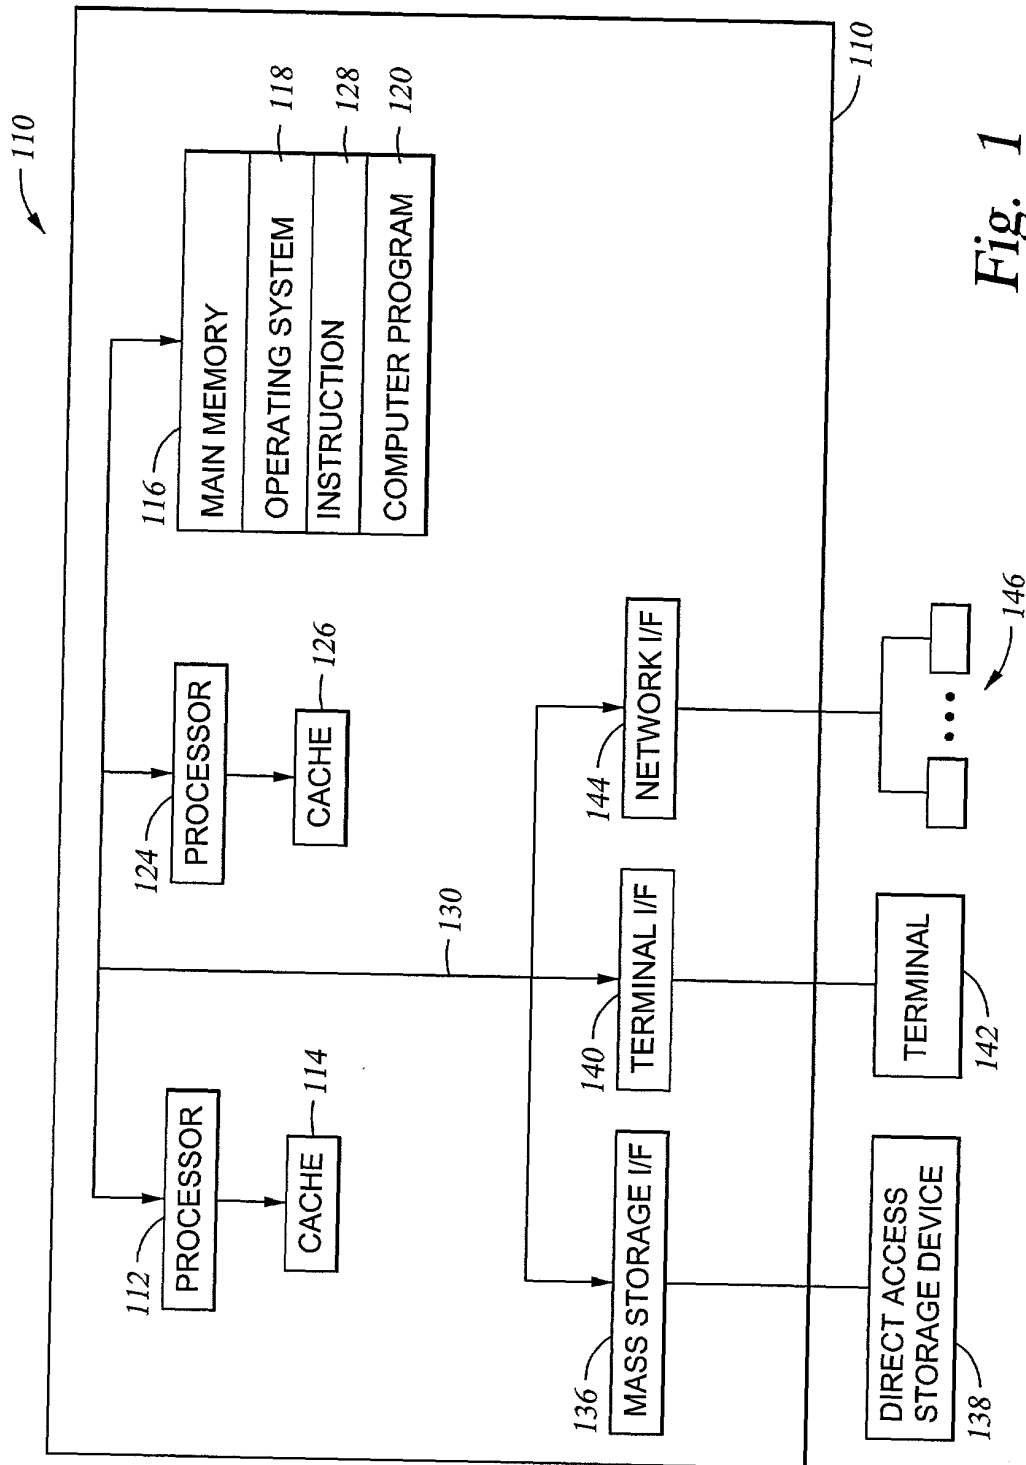 110
116
MAIN MEMORY
OPERATING SYSTEM
118
INSTRUCTION
128
COMPUTER PROGRAM
120
112
PROCESSOR
CACHE
114
124
PROCESSOR
CACHE
126
130
136
MASS STORAGE I/F
140
TERMINAL I/F
144
NETWORK I/F
110
DIRECT ACCESS
STORAGE DEVICE
138
TERMINAL
142
146
Fig. 1